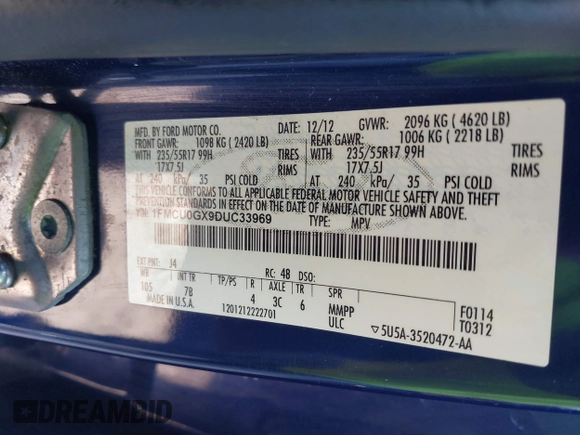 MFD. BY FORD MOTOR CO.
12/12
GVWR: 2096 KG ( 4620 LB)
FRONT GAWR: 1098 KG ( 2420 LB)
REAR GAWR: 1006 KG ( 2218 LB)
WITH 235/55R17 99H TIRES
WITH 235/55R17 99H TIRES
17X7.5J
17X7.5J
AT 240 kPa/ 35 PSI COLD
AT 240 kPa/ 35 PSI COLD
THIS VEHICLE CONFORMS TO ALL APPLICABLE FEDERAL MOTOR VEHICLE SAFETY AND THEFT
PREVENTION STANDARDS IN EFFECT ON THE DATE OF MANUFACTURE SHOWN ABOVE.
VIN: 1FMCU0GX9DUC33969
TYPE: MPV
EXT PNT: J4
RC: 48 DSO:
WB INT TR TP/PS R AXLE TR SPR
105 7B 4 3C 6 MMPP
ULC
MADE IN U.S.A.
1201212222701
F0114
T0312
▽5U5A-3520472-AA
DREAMBID